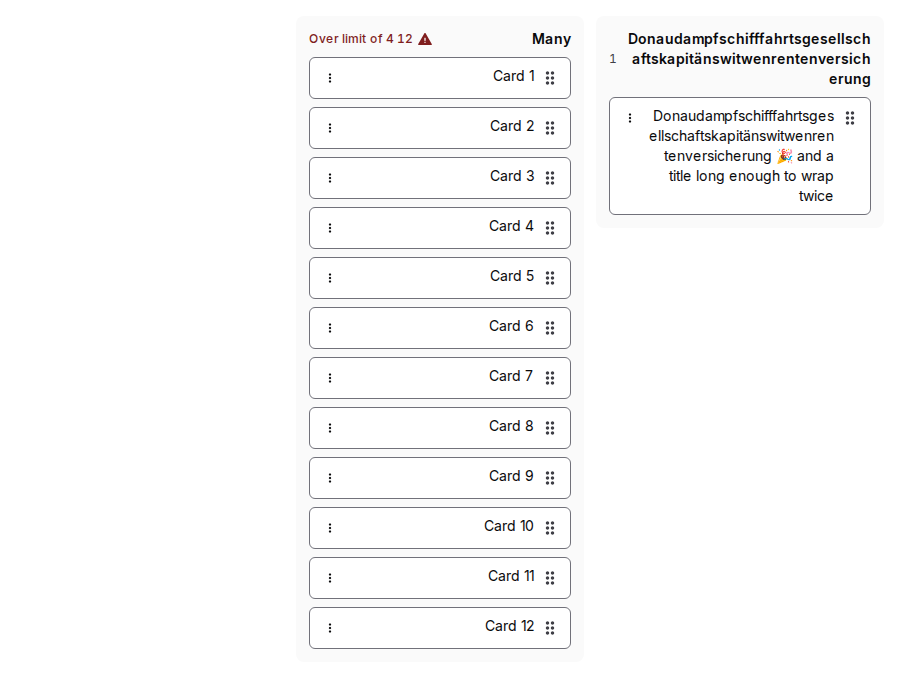 Many
Over limit of 4 12
Card 1
Card 2
Card 3
Card 4
Card 5
Card 6
Card 7
Card 8
Card 9
Card 10
Card 11
Card 12
Donaudampfschifffahrtsgesellsch
aftskapitänswitwenrentenversich
erung
1
Donaudampfschifffahrtsges
ellschaftskapitänswitwenren
tenversicherung 🎉 and a
title long enough to wrap
twice